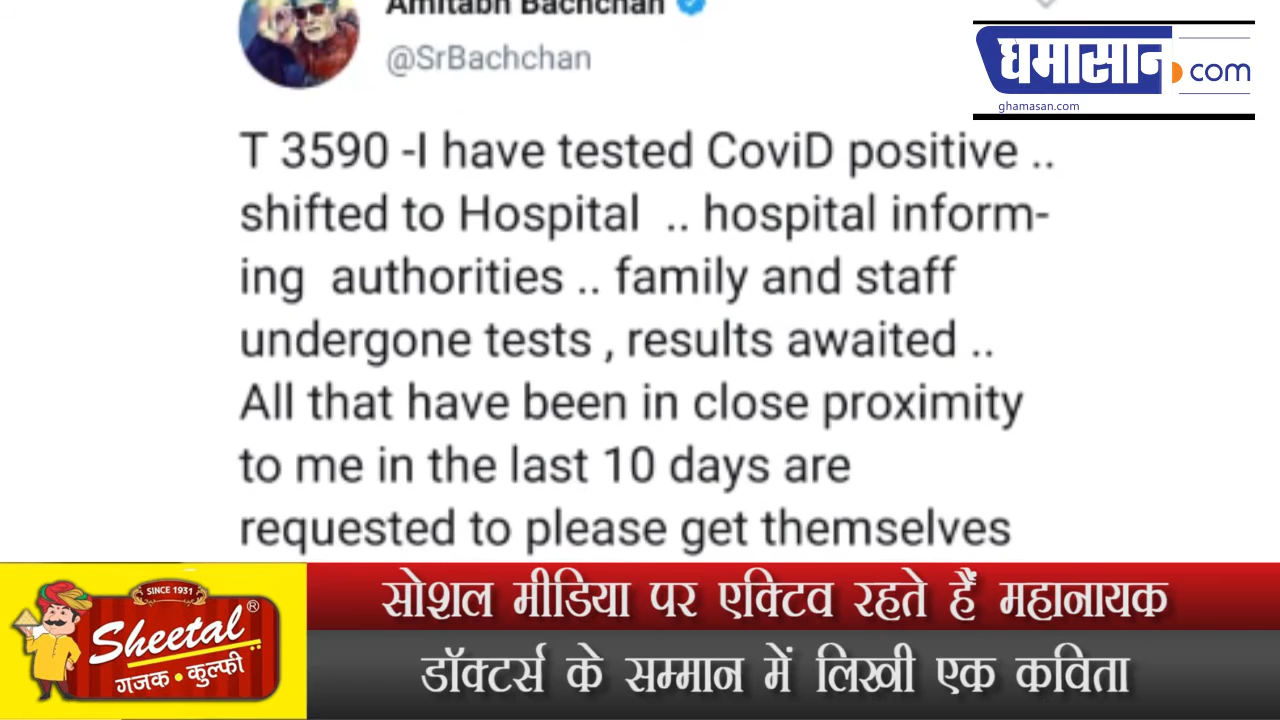 Amitabh Bachchan
@SrBachchan
घमासान.com
ghamasan.com
T 3590 -I have tested CoviD positive ..
shifted to Hospital .. hospital inform-
ing authorities .. family and staff
undergone tests , results awaited ..
All that have been in close proximity
to me in the last 10 days are
requested to please get themselves
SINCE 1931
Sheetal®
गजक • कुल्फी
सोशल मीडिया पर एक्टिव रहते हैं महानायक
डॉक्टर्स के सम्मान में लिखी एक कविता